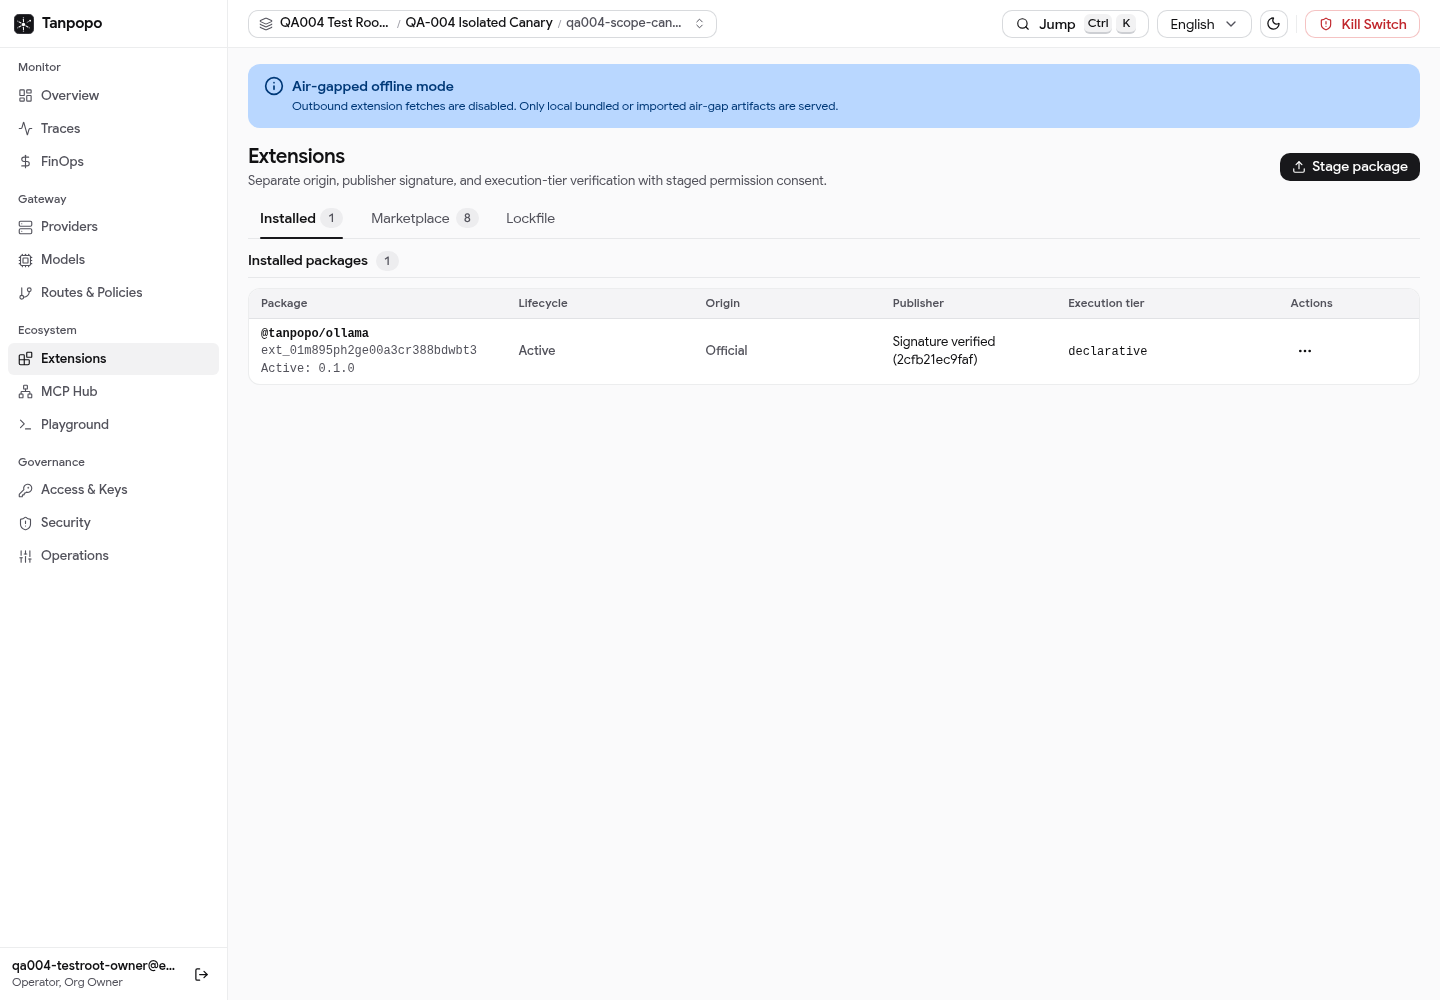 Tanpopo
QA004 Test Roo... / QA-004 Isolated Canary / qa004-scope-can...
Jump Ctrl K
English
Kill Switch
Monitor
Overview
Traces
FinOps
Gateway
Providers
Models
Routes & Policies
Ecosystem
Extensions
MCP Hub
Playground
Governance
Access & Keys
Security
Operations
qa004-testroot-owner@e...
Operator, Org Owner
Air-gapped offline mode
Outbound extension fetches are disabled. Only local bundled or imported air-gap artifacts are served.
Extensions
Separate origin, publisher signature, and execution-tier verification with staged permission consent.
Stage package
Installed 1 Marketplace 8 Lockfile
Installed packages 1
Package Lifecycle Origin Publisher Execution tier Actions
@tanpopo/ollama
ext_01m895ph2ge00a3cr388bdwbt3
Active: 0.1.0
Active
Official
Signature verified
(2cfb21ec9faf)
declarative